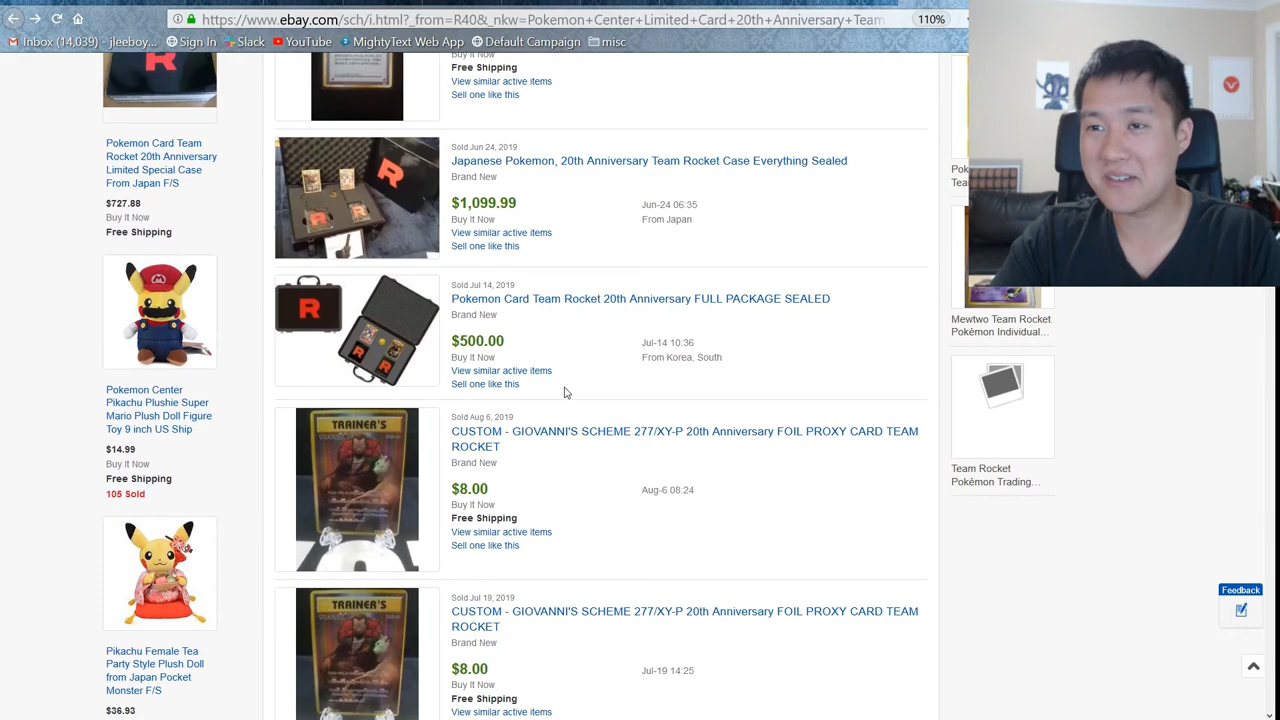 https://www.ebay.com/sch/i.html?_from=R40&_nkw=Pokemon+Center+Limited+Card+20th+Anniversary+Team
110%
Inbox (14,039) - jleeboy...
Sign In
Slack
YouTube
MightyText Web App
Default Campaign
misc
R
Pokemon Card Team
Rocket 20th Anniversary
Limited Special Case
From Japan F/S
$727.88
Buy It Now
Free Shipping
Pokemon Center
Pikachu Plushie Super
Mario Plush Doll Figure
Toy 9 inch US Ship
$14.99
Buy It Now
Free Shipping
105 Sold
Pikachu Female Tea
Party Style Plush Doll
from Japan Pocket
Monster F/S
$36.93
Buy It Now
Free Shipping
View similar active items
Sell one like this
Sold Jun 24, 2019
Japanese Pokemon, 20th Anniversary Team Rocket Case Everything Sealed
Brand New
$1,099.99
Jun-24 06:35
Buy It Now
From Japan
View similar active items
Sell one like this
R
Sold Jul 14, 2019
Pokemon Card Team Rocket 20th Anniversary FULL PACKAGE SEALED
Brand New
$500.00
Jul-14 10:36
Buy It Now
From Korea, South
View similar active items
Sell one like this
R
Sold Aug 6, 2019
CUSTOM - GIOVANNI'S SCHEME 277/XY-P 20th Anniversary FOIL PROXY CARD TEAM
ROCKET
Brand New
$8.00
Aug-6 08:24
Buy It Now
Free Shipping
View similar active items
Sell one like this
TRAINER'S
Sold Jul 19, 2019
CUSTOM - GIOVANNI'S SCHEME 277/XY-P 20th Anniversary FOIL PROXY CARD TEAM
ROCKET
Brand New
$8.00
Jul-19 14:25
Buy It Now
Free Shipping
View similar active items
TRAINER'S
Mewtwo Team Rocket
Pokémon Individual...
Team Rocket
Pokémon Trading...
Feedback